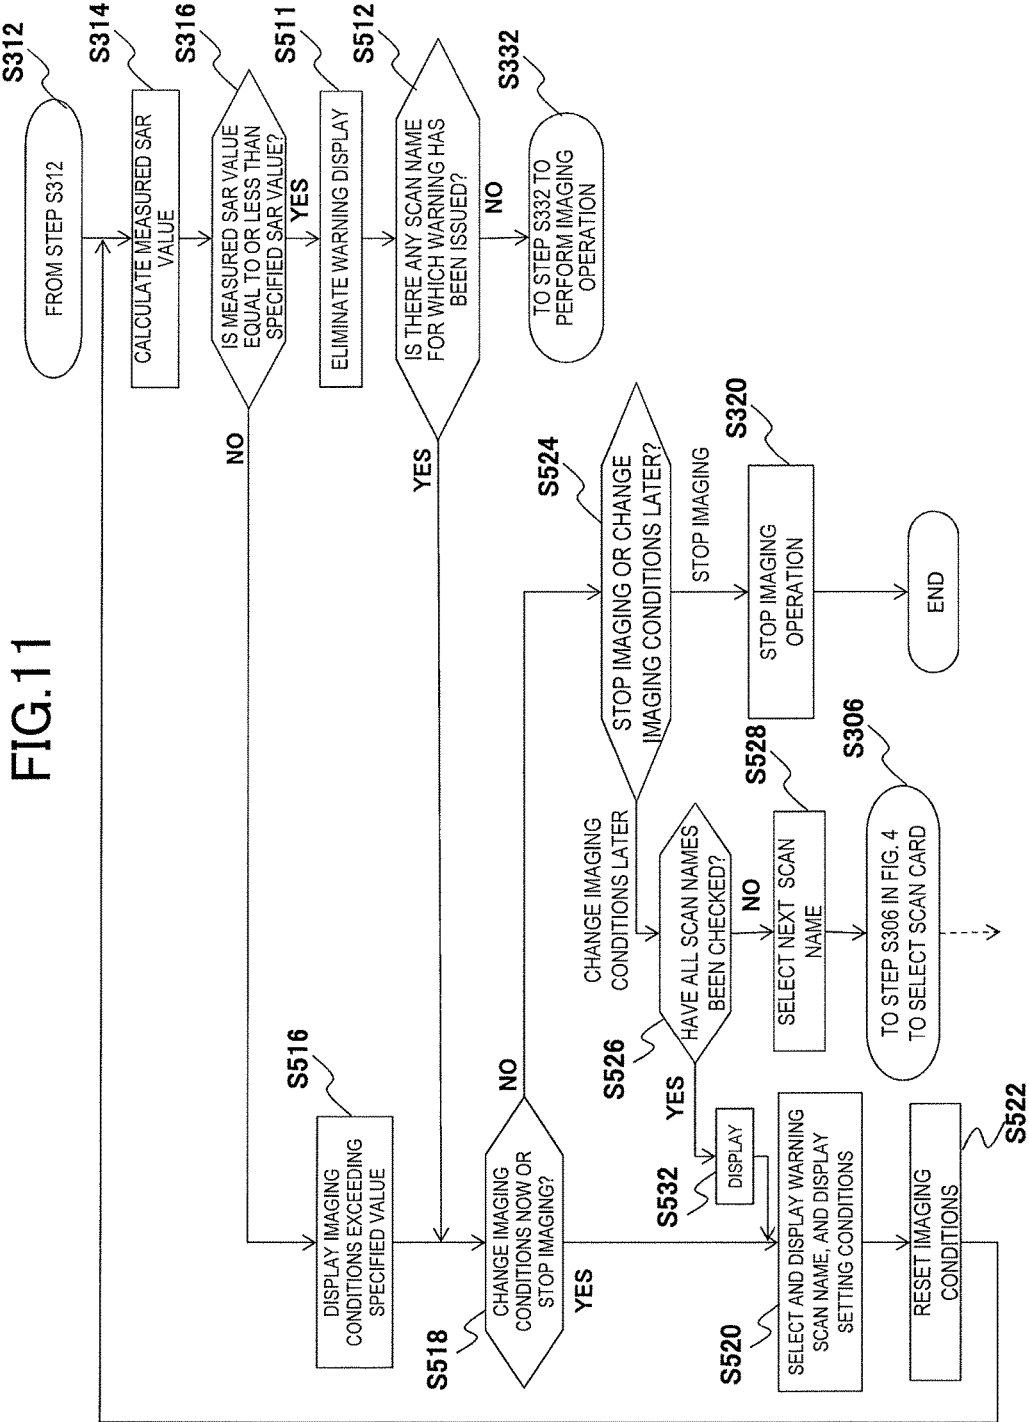 FIG.11
FROM STEP S312
S312
CALCULATE MEASURED SAR
VALUE
S314
IS MEASURED SAR VALUE
EQUAL TO OR LESS THAN
SPECIFIED SAR VALUE?
S316
NO
YES
ELIMINATE WARNING DISPLAY
S511
IS THERE ANY SCAN NAME
FOR WHICH WARNING HAS
BEEN ISSUED?
S512
YES
NO
TO STEP S332 TO
PERFORM IMAGING
OPERATION
S332
DISPLAY IMAGING
CONDITIONS EXCEEDING
SPECIFIED VALUE
S516
CHANGE IMAGING
CONDITIONS NOW OR
STOP IMAGING?
S518
NO
YES
STOP IMAGING OR CHANGE
IMAGING CONDITIONS LATER?
S524
STOP IMAGING
CHANGE IMAGING
CONDITIONS LATER
STOP IMAGING
OPERATION
S320
END
HAVE ALL SCAN NAMES
BEEN CHECKED?
S526
YES
NO
SELECT NEXT SCAN
NAME
S528
TO STEP S306 IN FIG. 4
TO SELECT SCAN CARD
S306
DISPLAY
S532
SELECT AND DISPLAY WARNING
SCAN NAME, AND DISPLAY
SETTING CONDITIONS
S520
RESET IMAGING
CONDITIONS
S522